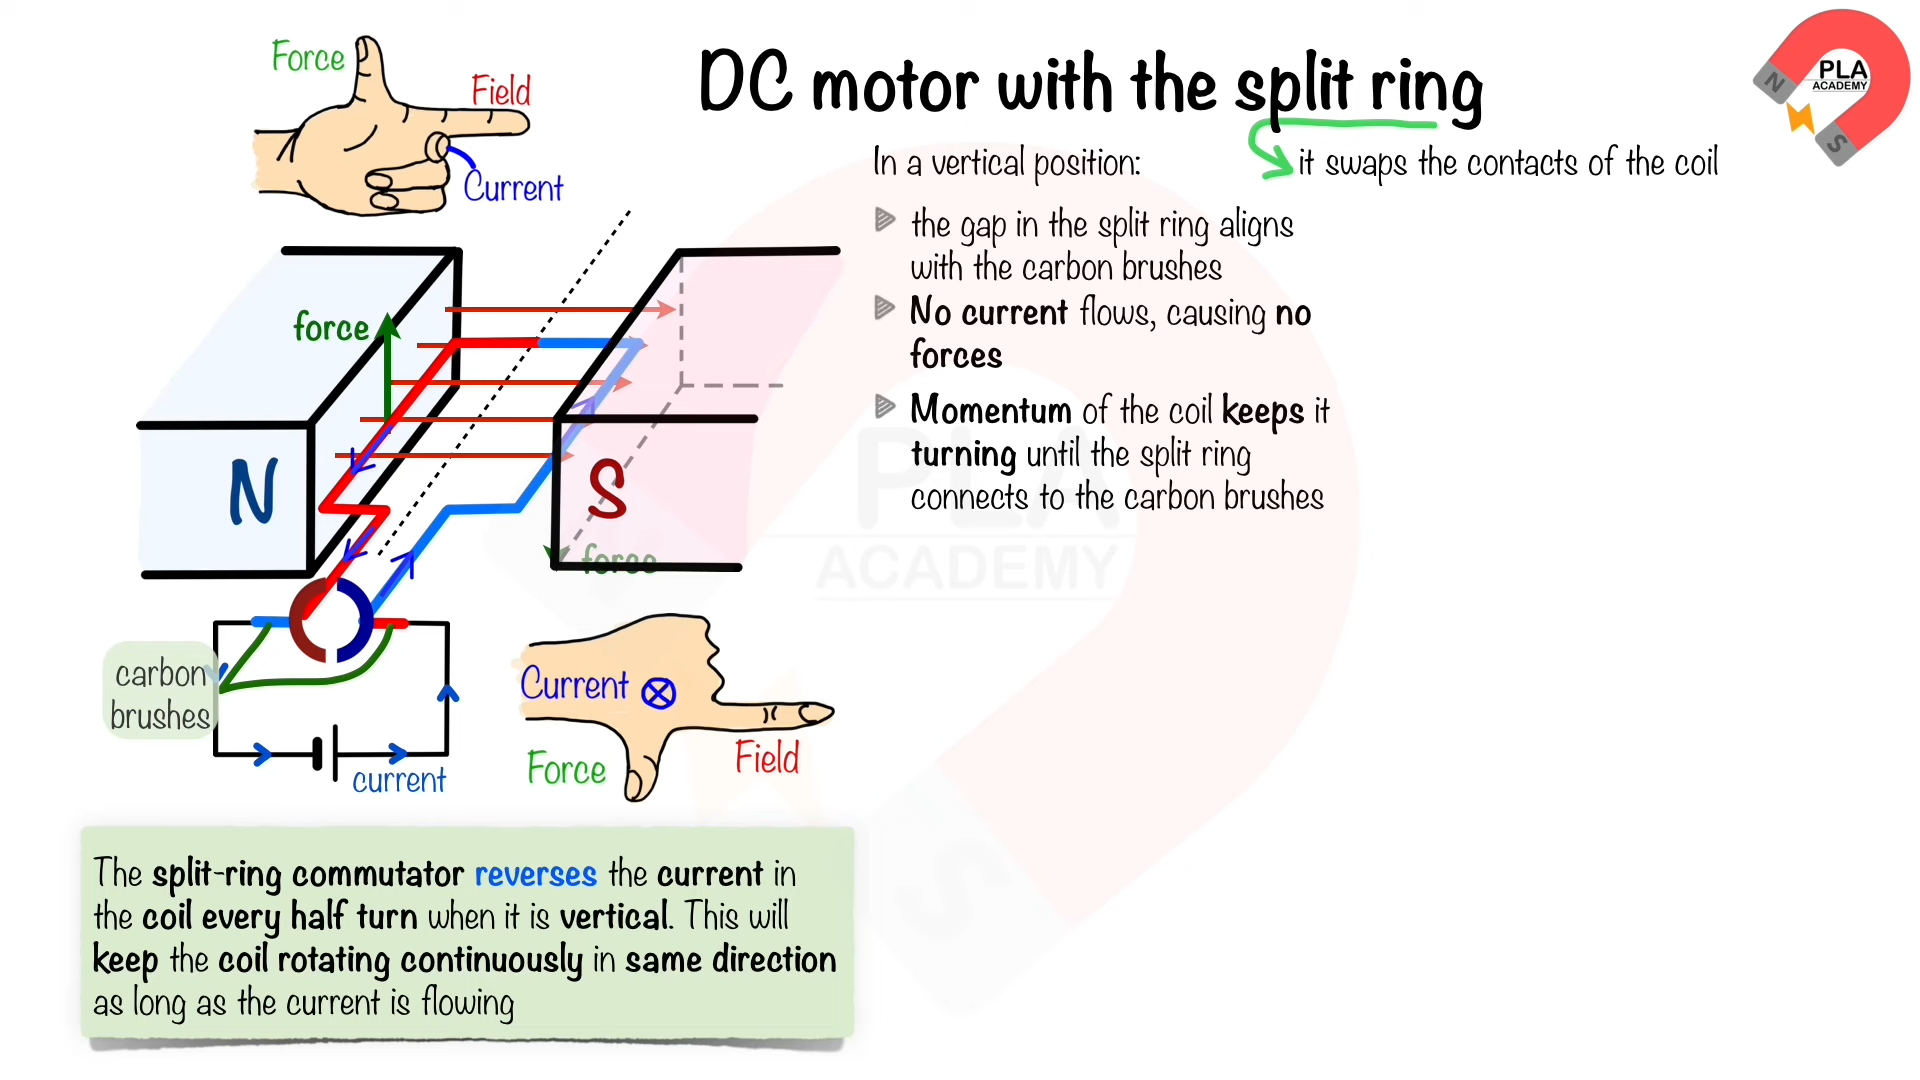 DC motor with the split ring
it swaps the contacts of the coil
PLA
ACADEMY
N
S
Force
Field
Current
In a vertical position:
the gap in the split ring aligns
with the carbon brushes
No current flows, causing no
forces
Momentum of the coil keeps it
turning until the split ring
connects to the carbon brushes
force
N
S
force
carbon
brushes
current
Current
Force
Field
PLA
ACADEMY
S
The split-ring commutator reverses the current in
the coil every half turn when it is vertical. This will
keep the coil rotating continuously in same direction
as long as the current is flowing